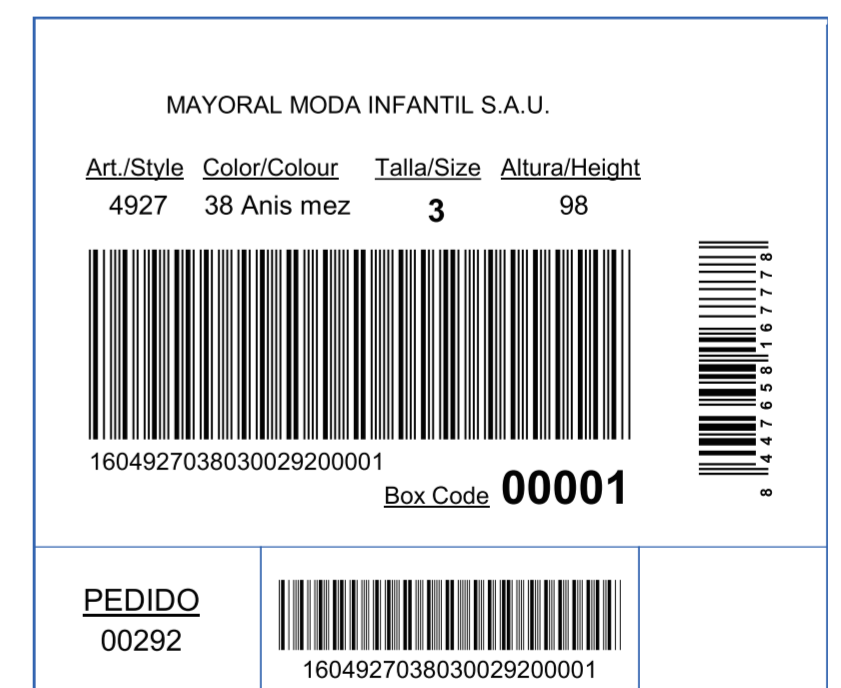 MAYORAL MODA INFANTIL S.A.U.
Art./Style Color/Colour Talla/Size Altura/Height
4927 38 Anis mez 3 98
1604927038030029200001
Box Code 00001
8 447658 167778
PEDIDO
00292
1604927038030029200001